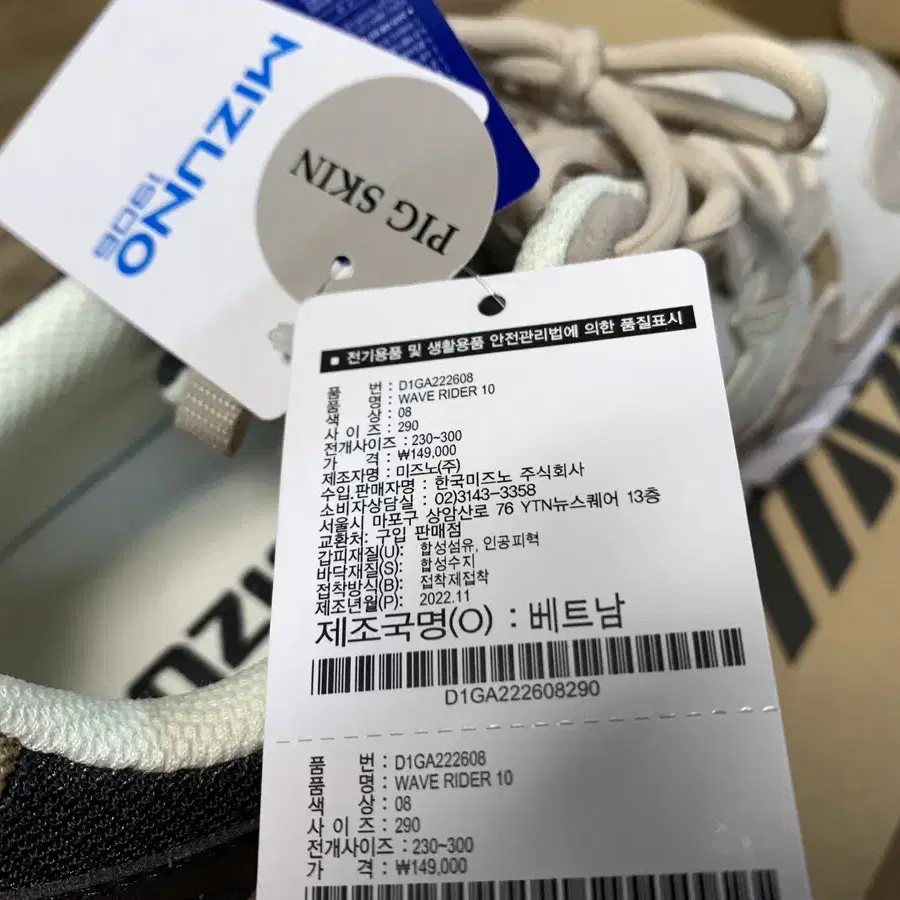 MIZUNO
1906
PIG SKIN
■ 전기용품 및 생활용품 안전관리법에 의한 품질표시
품 번 : D1GA222608
품 명 : WAVE RIDER 10
색 상 : 08
사 이 즈 : 290
전개사이즈 : 230~300
가 격 : ₩149,000
제조자명 : 미즈노(주)
수입.판매자명 : 한국미즈노 주식회사
소비자상담실 : 02)3143-3358
서울시 마포구 상암산로 76 YTN뉴스퀘어 13층
교환처: 구입 판매점
갑피재질(U): 합성섬유, 인공피혁
바닥재질(S): 합성수지
접착방식(B): 접착제접착
제조년월(P): 2022.11
제조국명(O) : 베트남
D1GA222608290
품 번 : D1GA222608
품 명 : WAVE RIDER 10
색 상 : 08
사 이 즈 : 290
전개사이즈 : 230~300
가 격 : ₩149,000